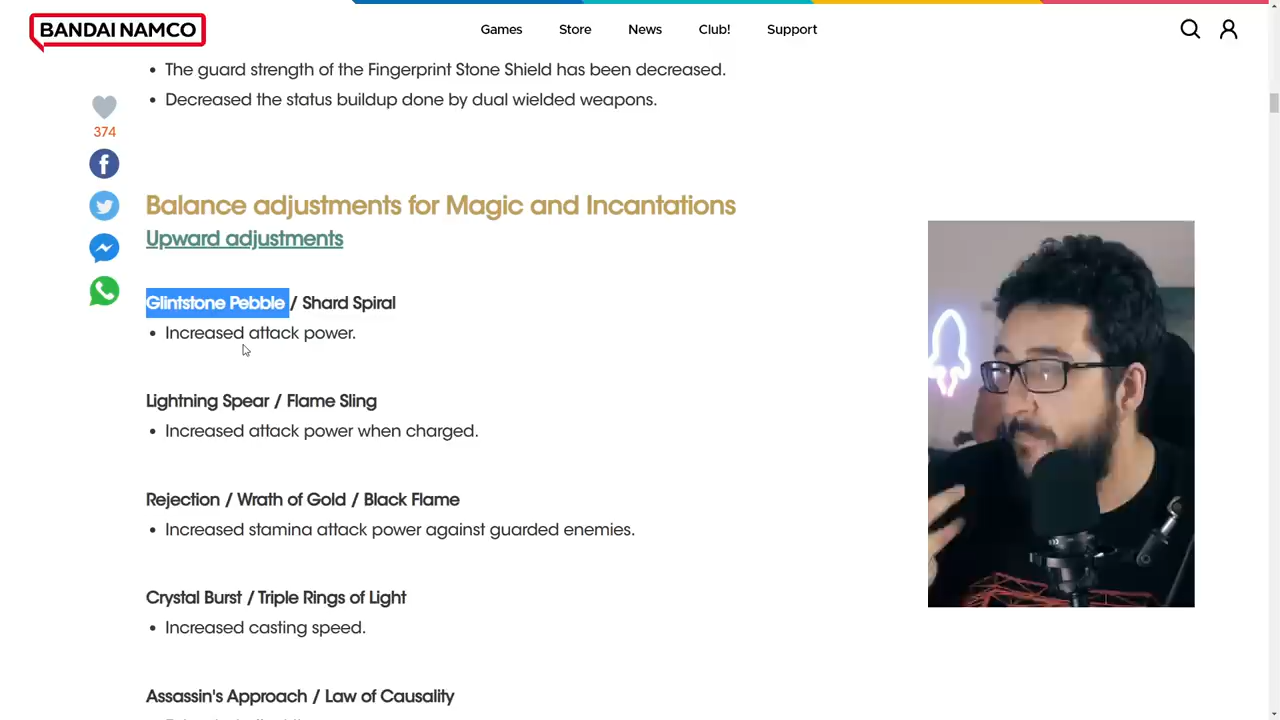 BANDAI NAMCO
Games Store News Club! Support
The guard strength of the Fingerprint Stone Shield has been decreased.
Decreased the status buildup done by dual wielded weapons.
374
Balance adjustments for Magic and Incantations
Upward adjustments
Glintstone Pebble / Shard Spiral
Increased attack power.
Lightning Spear / Flame Sling
Increased attack power when charged.
Rejection / Wrath of Gold / Black Flame
Increased stamina attack power against guarded enemies.
Crystal Burst / Triple Rings of Light
Increased casting speed.
Assassin's Approach / Law of Causality